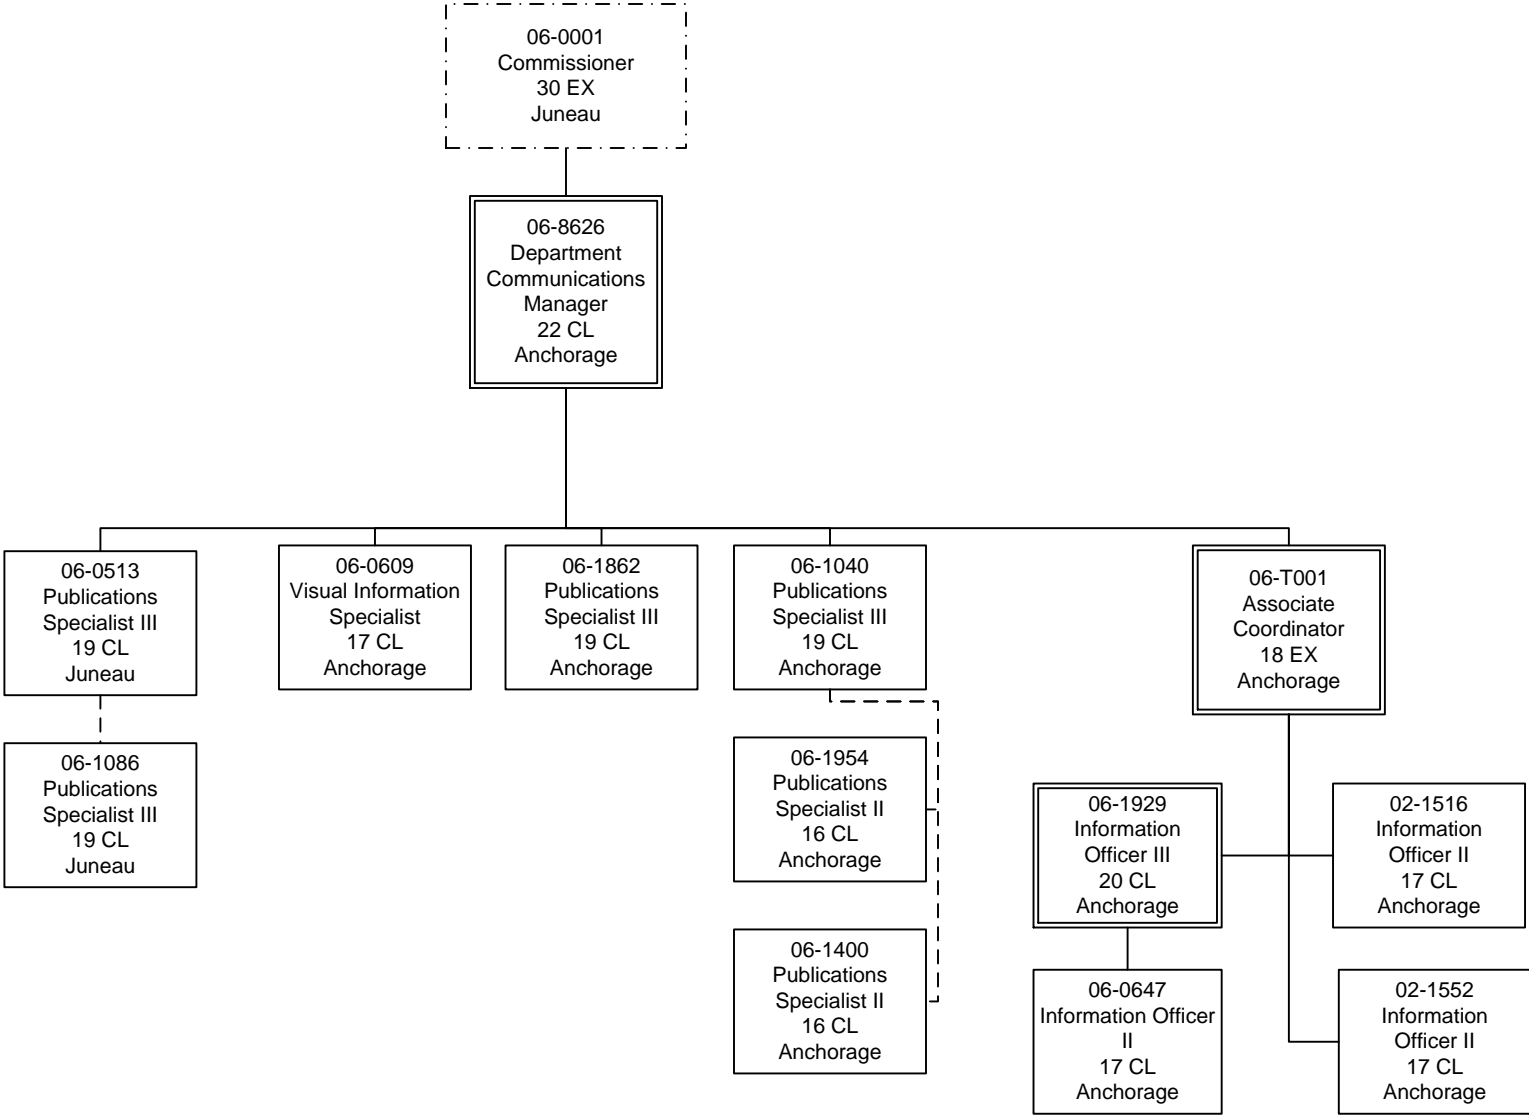 06-0001
Commissioner
30 EX
Juneau
06-8626
Department
Communications
Manager
22 CL
Anchorage
06-0513
Publications
Specialist III
19 CL
Juneau
06-0609
Visual Information
Specialist
17 CL
Anchorage
06-1862
Publications
Specialist III
19 CL
Anchorage
06-1040
Publications
Specialist III
19 CL
Anchorage
06-T001
Associate
Coordinator
18 EX
Anchorage
06-1086
Publications
Specialist III
19 CL
Juneau
06-1954
Publications
Specialist II
16 CL
Anchorage
06-1929
Information
Officer III
20 CL
Anchorage
02-1516
Information
Officer II
17 CL
Anchorage
06-1400
Publications
Specialist II
16 CL
Anchorage
06-0647
Information Officer
II
17 CL
Anchorage
02-1552
Information
Officer II
17 CL
Anchorage